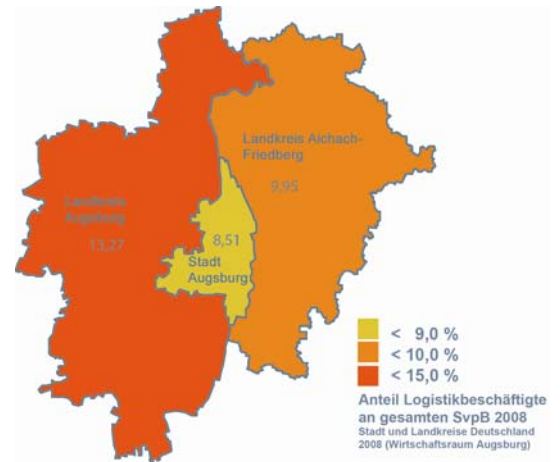 Landkreis Aichach-
Friedberg
9,95
Landkreis
Augsburg
13,27
8,51
Stadt
Augsburg
< 9,0 %
< 10,0 %
< 15,0 %
Anteil Logistikbeschäftigte
an gesamten SvpB 2008
Stadt und Landkreise Deutschland
2008 (Wirtschaftsraum Augsburg)